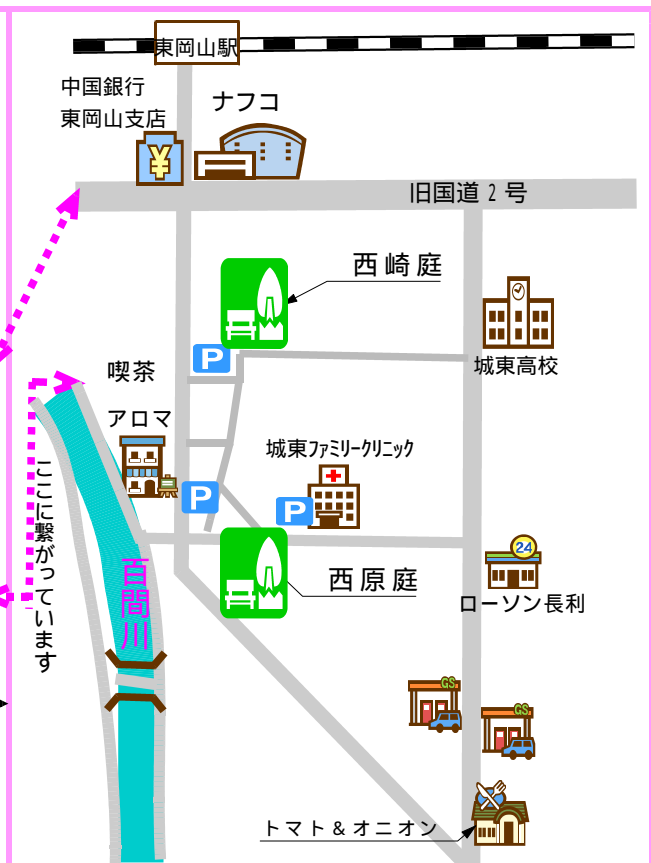 東岡山駅
中国銀行
東岡山支店
ナフコ
¥
旧国道2号
西崎庭
P
城東高校
喫茶
アロマ
城東ファミリークリニック
P
P
ここに繋がっています
百間川
西原庭
24
ローソン長利
GS
GS
トマト&オニオン